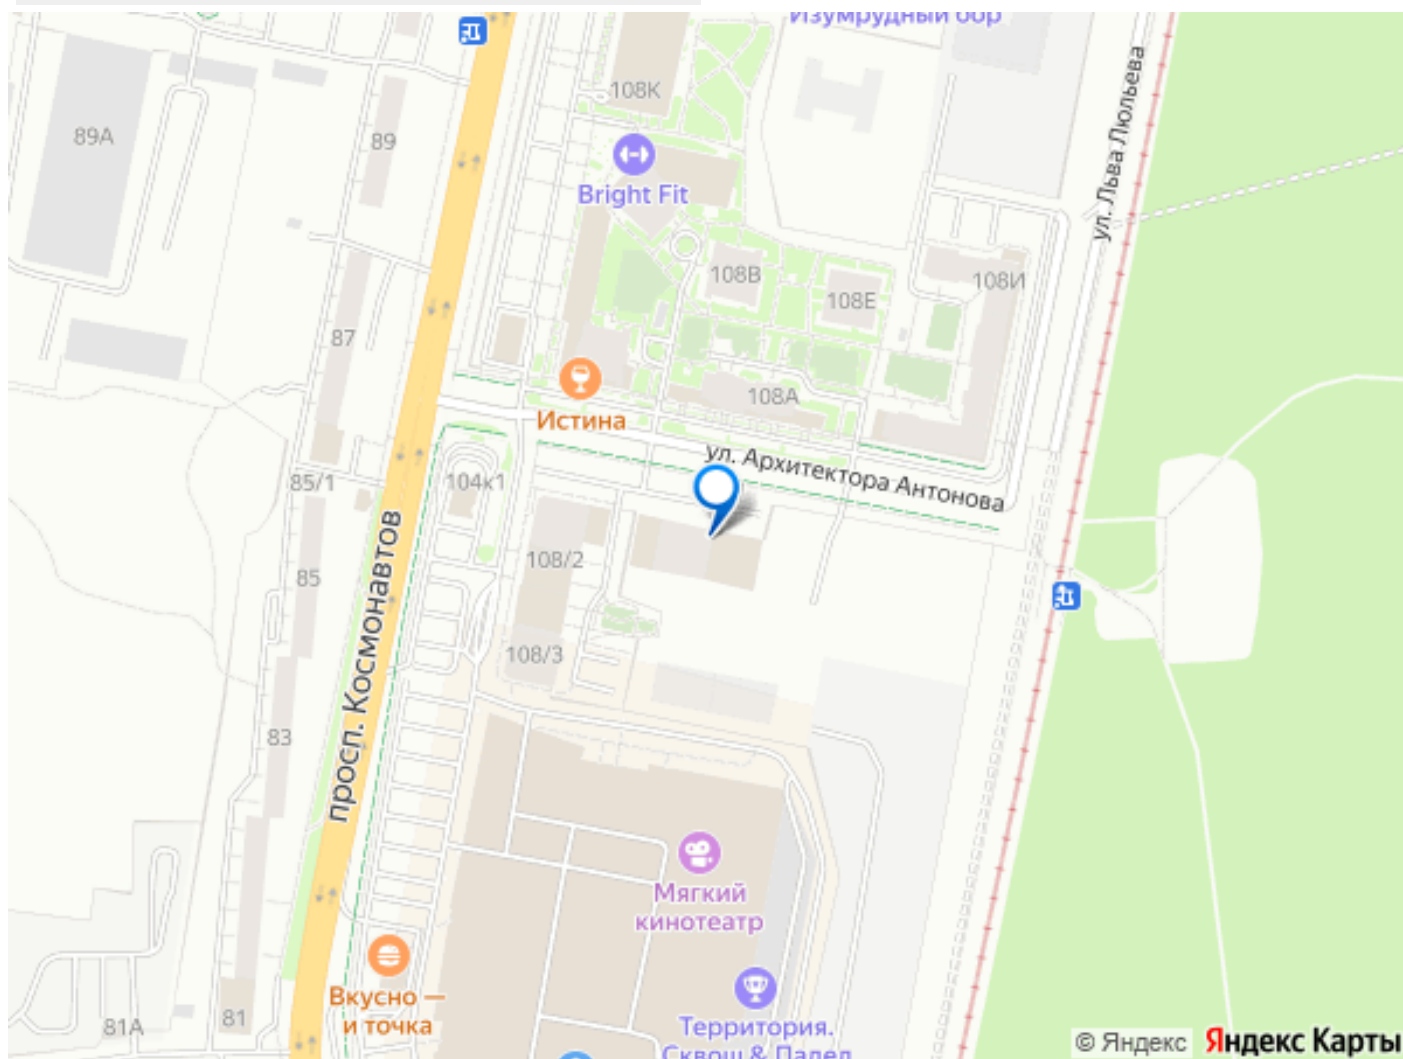 Изумрудный бор
108К
89А
89
ул. Льва Люльева
Bright Fit
108В
108И
108Е
87
108А
Истина
ул. Архитектора Антонова
85/1
104к1
просп. Космонавтов
108/2
85
108/3
83
Мягкий
кинотеатр
Вкусно —
и точка
81А
81
Территория.
Сквош & Падел
© Яндекс
Яндекс Карты